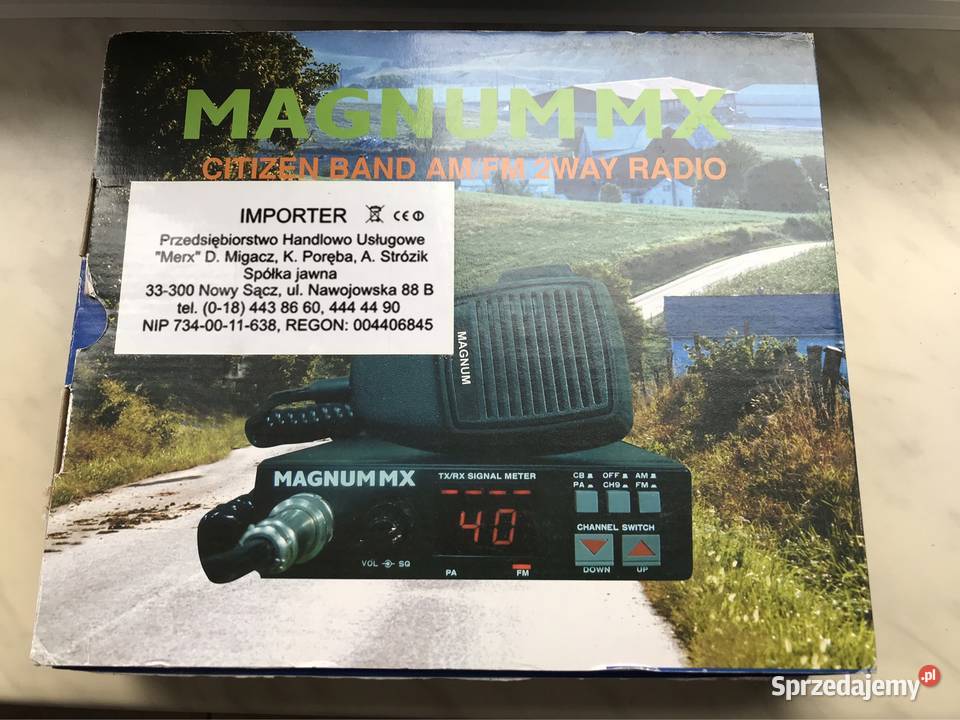 MAGNUM MX
CITIZEN BAND AM/FM 2WAY RADIO
IMPORTER CE
Przedsiębiorstwo Handlowo Usługowe
"Merx" D. Migacz, K. Poręba, A. Strózik
Spółka jawna
33-300 Nowy Sącz, ul. Nawojowska 88 B
tel. (0-18) 443 86 60, 444 44 90
NIP 734-00-11-638, REGON: 004406845
MAGNUM
MAGNUM MX
TX/RX SIGNAL METER
CB OFF AM
PA CH9 FM
40
CHANNEL SWITCH
VOL SQ
PA FM
DOWN UP
Sprzedajemy.pl